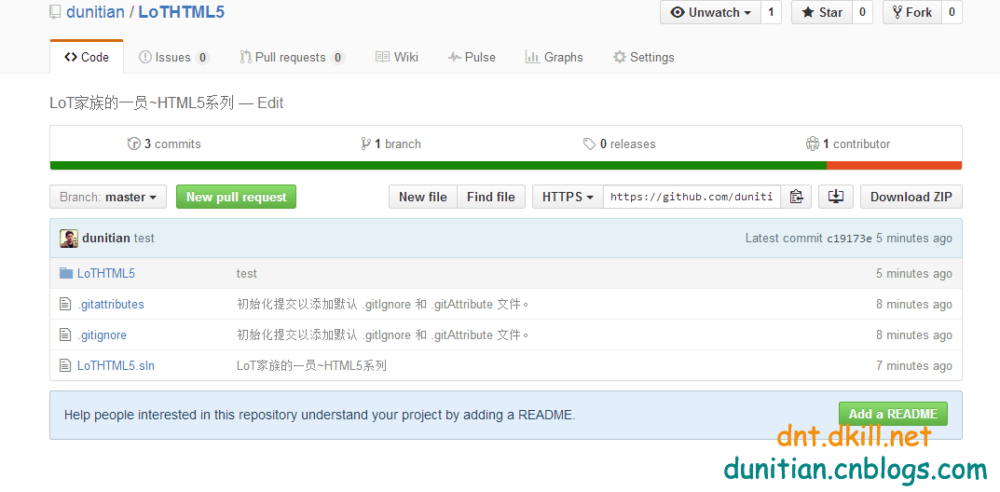 dunitian / LoTHTML5 Unwatch 1 Star 0 Fork 0
Code Issues 0 Pull requests 0 Wiki Pulse Graphs Settings
LoT家族的一员~HTML5系列 — Edit
3 commits 1 branch 0 releases 1 contributor
Branch: master New pull request New file Find file HTTPS https://github.com/duniti Download ZIP
dunitian test Latest commit c19173e 5 minutes ago
LoTHTML5 test 5 minutes ago
.gitattributes 初始化提交以添加默认 .gitIgnore 和 .gitAttribute 文件。 8 minutes ago
.gitignore 初始化提交以添加默认 .gitIgnore 和 .gitAttribute 文件。 8 minutes ago
LoTHTML5.sln LoT家族的一员~HTML5系列 7 minutes ago
Help people interested in this repository understand your project by adding a README. Add a README
dnt.dkill.net
dunitian.cnblogs.com